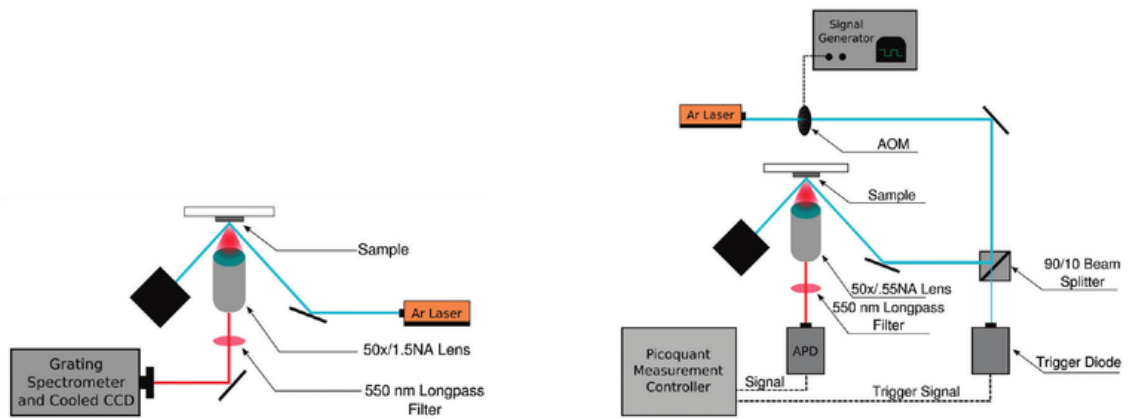 Sample
Ar Laser
50x/1.5NA Lens
Grating
Spectrometer
and Cooled CCD
550 nm Longpass
Filter
Signal
Generator
Ar Laser
AOM
Sample
90/10 Beam
Splitter
50x/.55NA Lens
550 nm Longpass
Filter
Picoquant
Measurement
Controller
APD
Trigger Diode
Signal
Trigger Signal